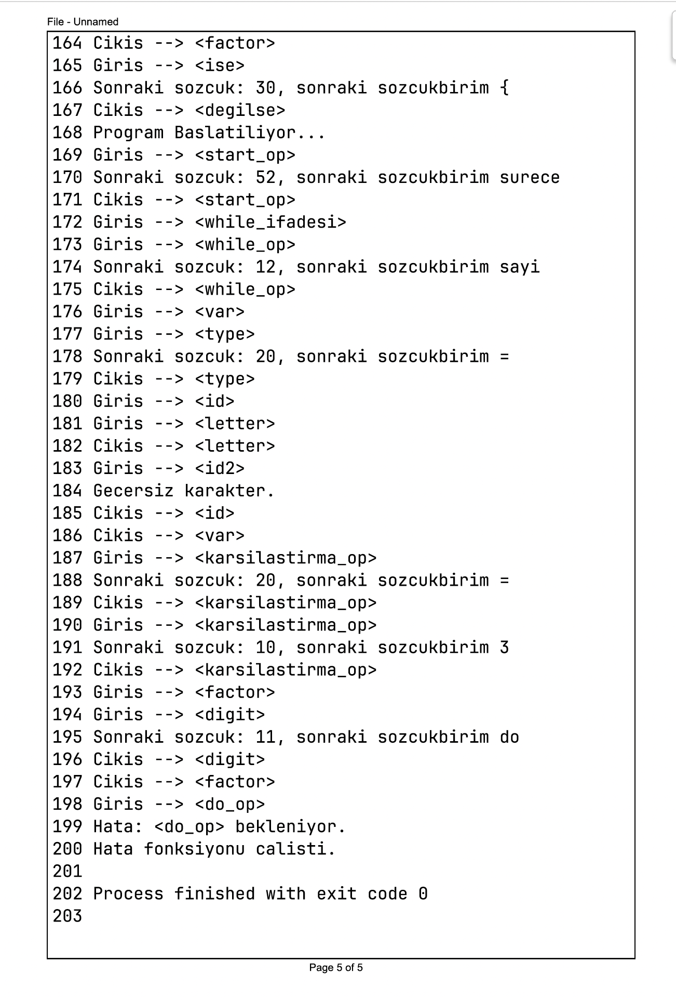 File - Unnamed
164 Cikis --> <factor>
165 Giris --> <ise>
166 Sonraki sozcuk: 30, sonraki sozcukbirim {
167 Cikis --> <degilse>
168 Program Baslatiliyor...
169 Giris --> <start_op>
170 Sonraki sozcuk: 52, sonraki sozcukbirim surece
171 Cikis --> <start_op>
172 Giris --> <while_ifadesi>
173 Giris --> <while_op>
174 Sonraki sozcuk: 12, sonraki sozcukbirim sayi
175 Cikis --> <while_op>
176 Giris --> <var>
177 Giris --> <type>
178 Sonraki sozcuk: 20, sonraki sozcukbirim =
179 Cikis --> <type>
180 Giris --> <id>
181 Giris --> <letter>
182 Cikis --> <letter>
183 Giris --> <id2>
184 Gecersiz karakter.
185 Cikis --> <id>
186 Cikis --> <var>
187 Giris --> <karsilastirma_op>
188 Sonraki sozcuk: 20, sonraki sozcukbirim =
189 Cikis --> <karsilastirma_op>
190 Giris --> <karsilastirma_op>
191 Sonraki sozcuk: 10, sonraki sozcukbirim 3
192 Cikis --> <karsilastirma_op>
193 Giris --> <factor>
194 Giris --> <digit>
195 Sonraki sozcuk: 11, sonraki sozcukbirim do
196 Cikis --> <digit>
197 Cikis --> <factor>
198 Giris --> <do_op>
199 Hata: <do_op> bekleniyor.
200 Hata fonksiyonu calisti.
201
202 Process finished with exit code 0
203
Page 5 of 5